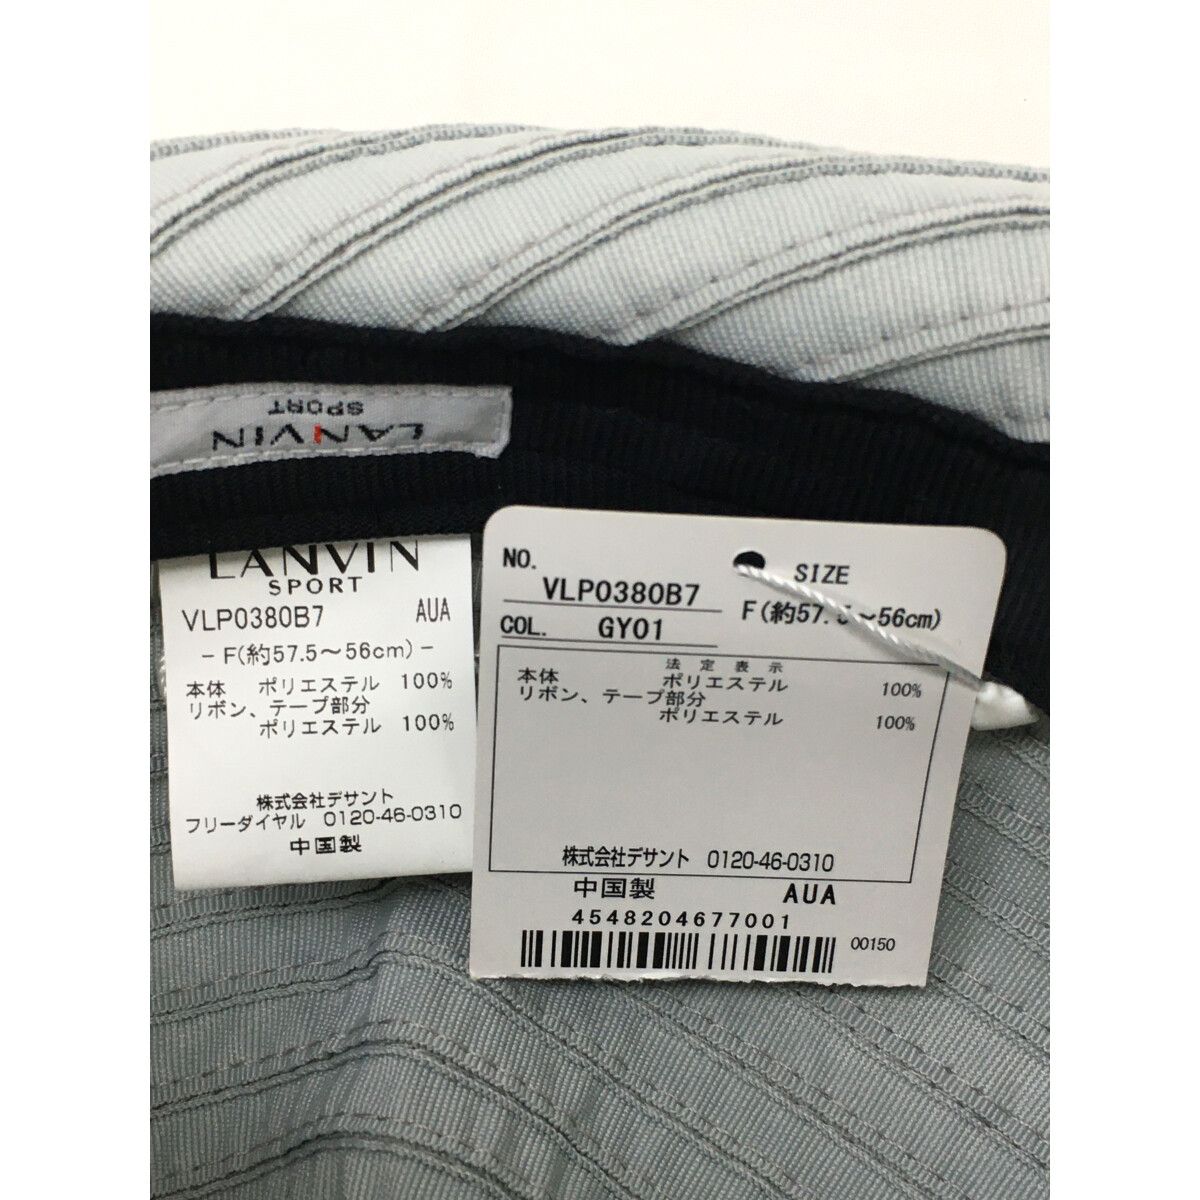 LANVIN
SPORT
LANVIN
SPORT
VLP0380B7 AUA
- F(約57.5～56cm) -
本体 ポリエステル 100%
リボン、テープ部分
ポリエステル 100%
株式会社デサント
フリーダイヤル 0120-46-0310
中国製
NO. VLP0380B7
COL. GY01
SIZE
F(約57.5～56cm)
法定表示
本体 ポリエステル 100%
リボン、テープ部分
ポリエステル 100%
株式会社デサント 0120-46-0310
中国製 AUA
4548204677001
00150